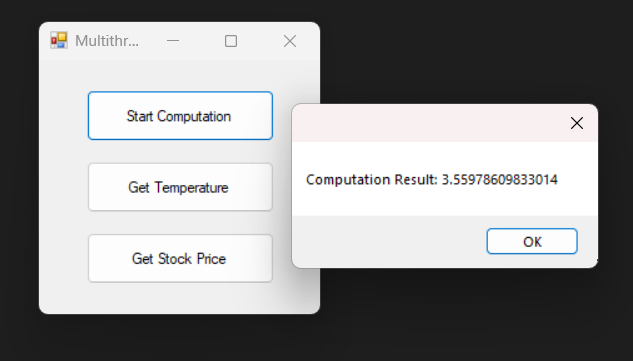 Multithr...
Start Computation
Get Temperature
Get Stock Price
Computation Result: 3.55978609833014
OK